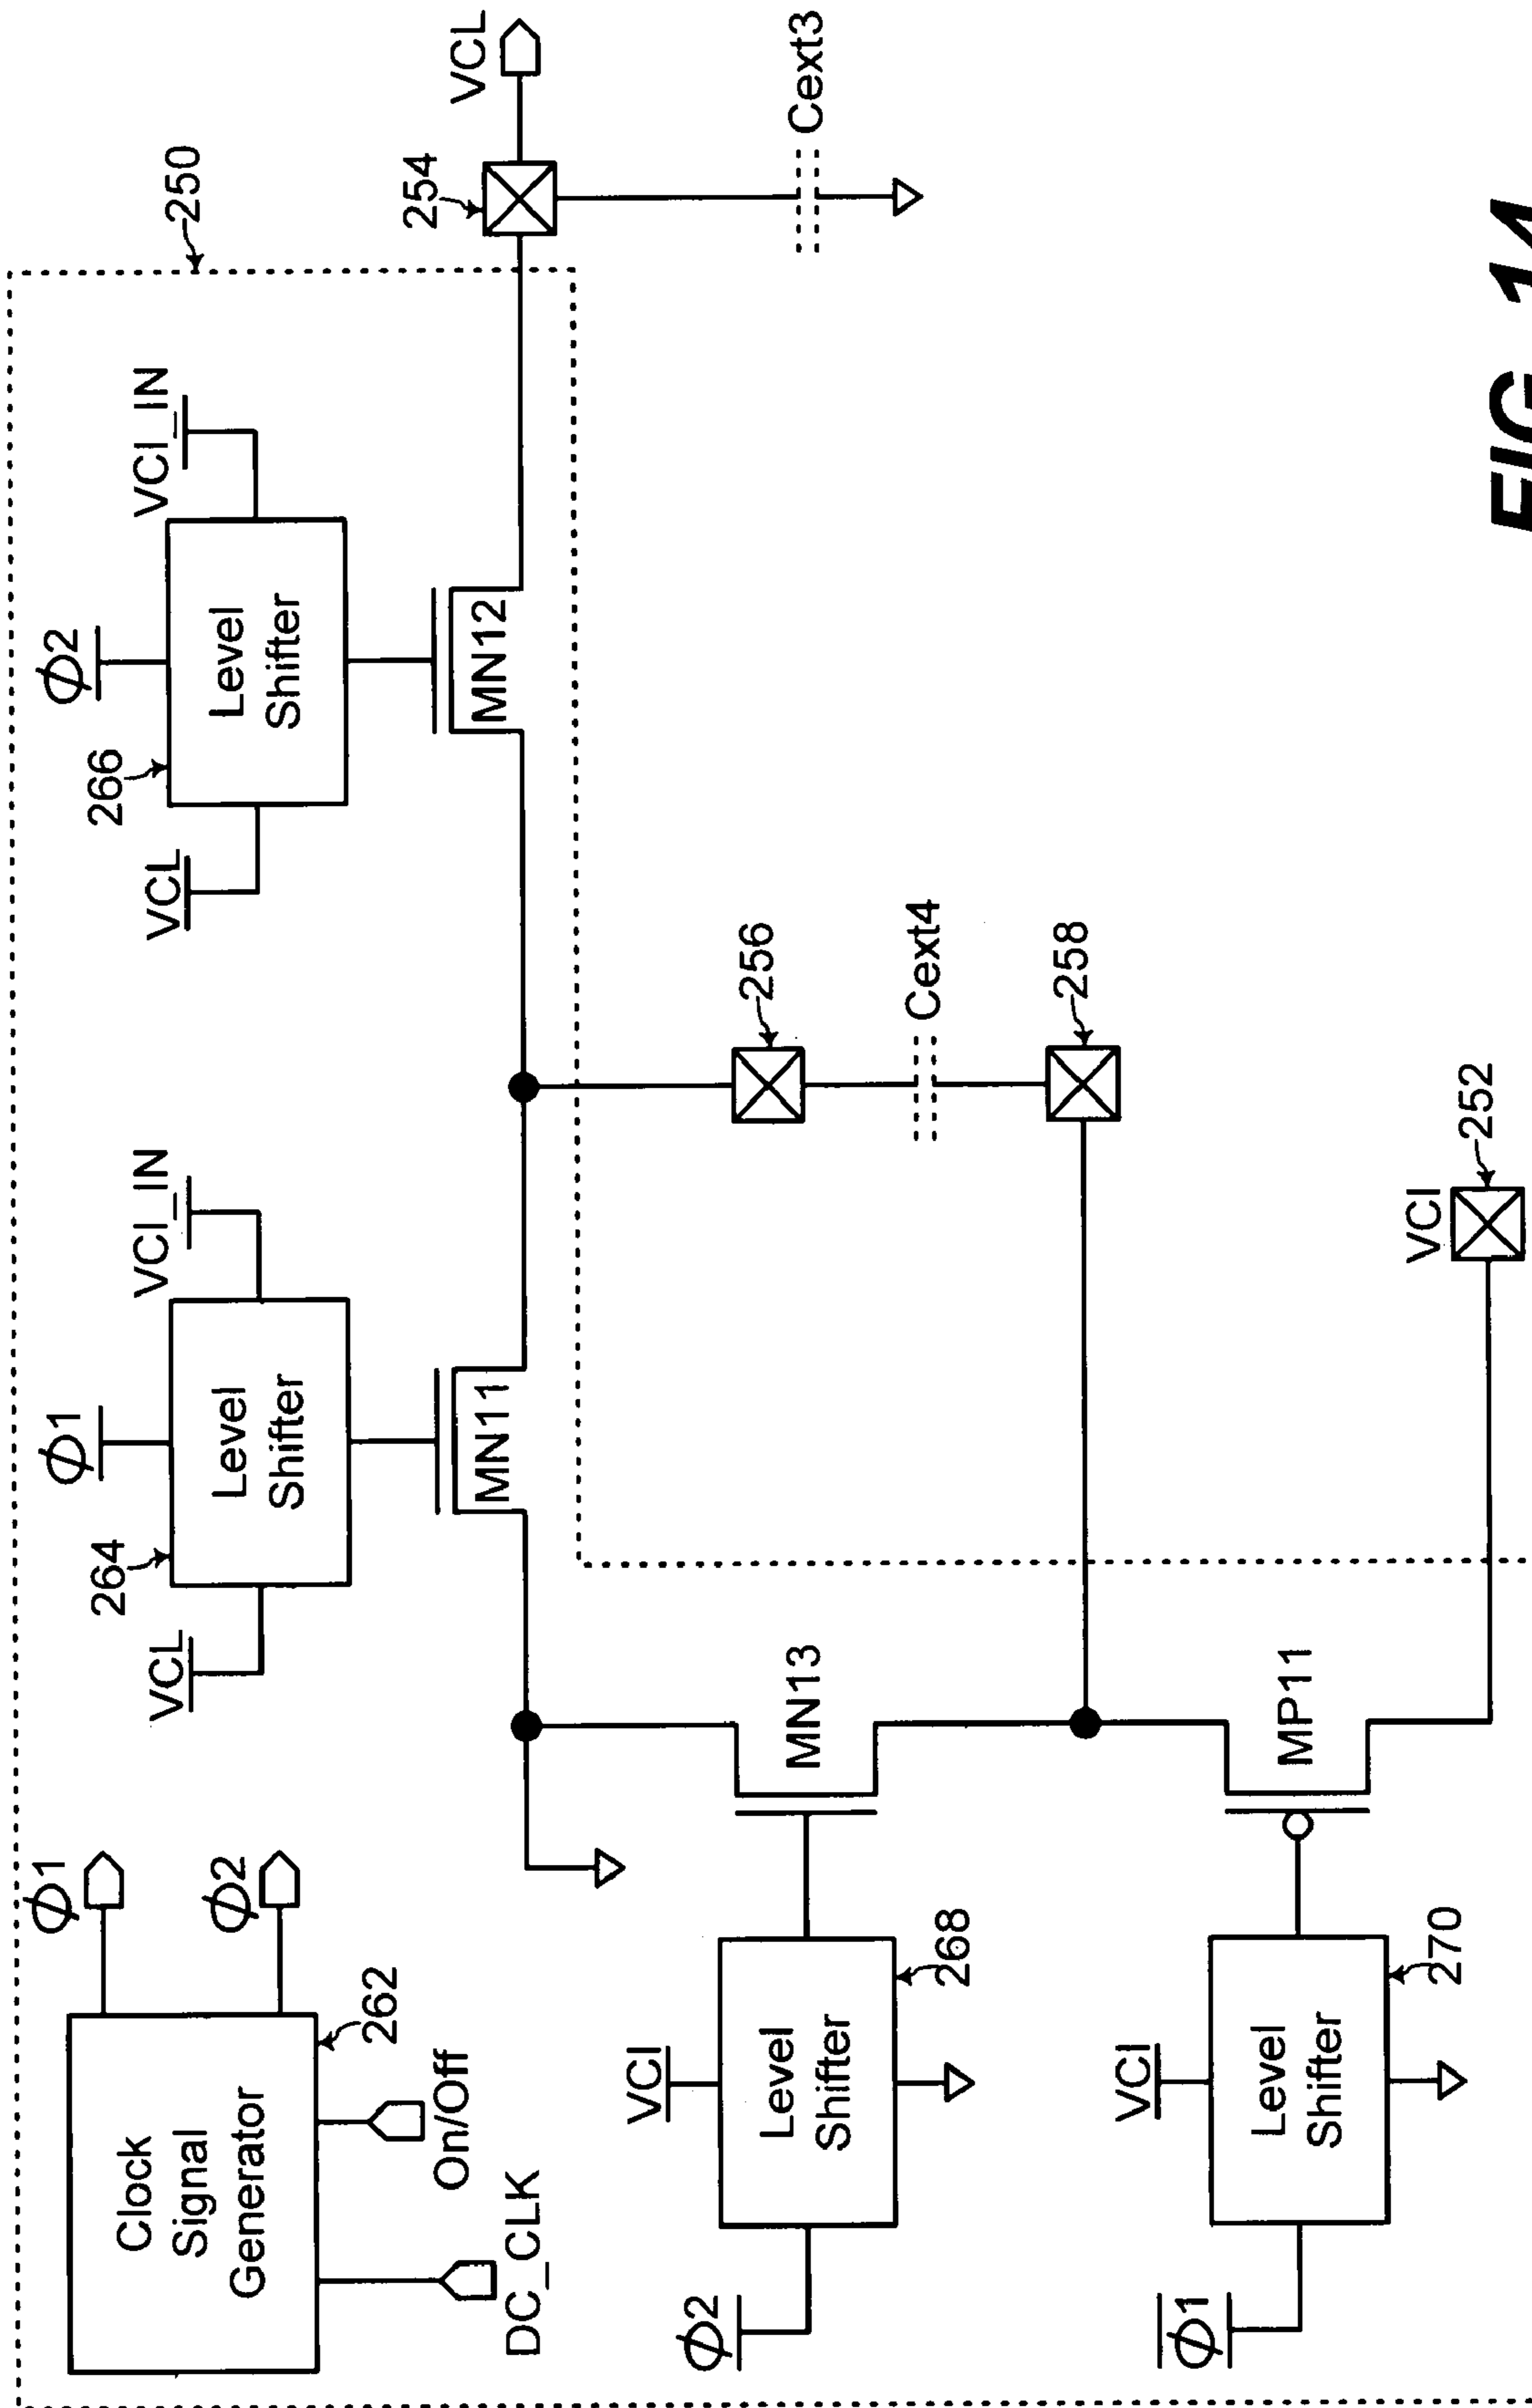 Clock
Signal
Generator
262
Φ1
Φ2
On/Off
DC_CLK
VCL
264
Φ1
Level
Shifter
VCI_IN
MN11
VCL
266
Φ2
Level
Shifter
VCI_IN
MN12
250
254
VCL
Cext3
256
Cext4
258
VCI
252
Φ2
VCI
Level
Shifter
268
MN13
Φ1
VCI
Level
Shifter
270
MP11
FIG. 14